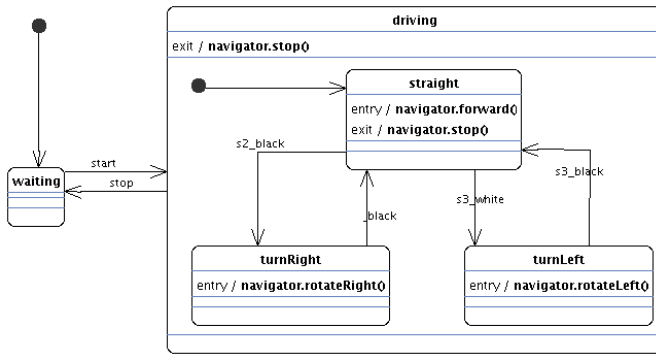 driving
exit / navigator.stop()
straight
entry / navigator.forward()
exit / navigator.stop()
s2_black
s3_black
start
waiting
stop
_black
s3_white
turnRight
entry / navigator.rotateRight()
turnLeft
entry / navigator.rotateLeft()